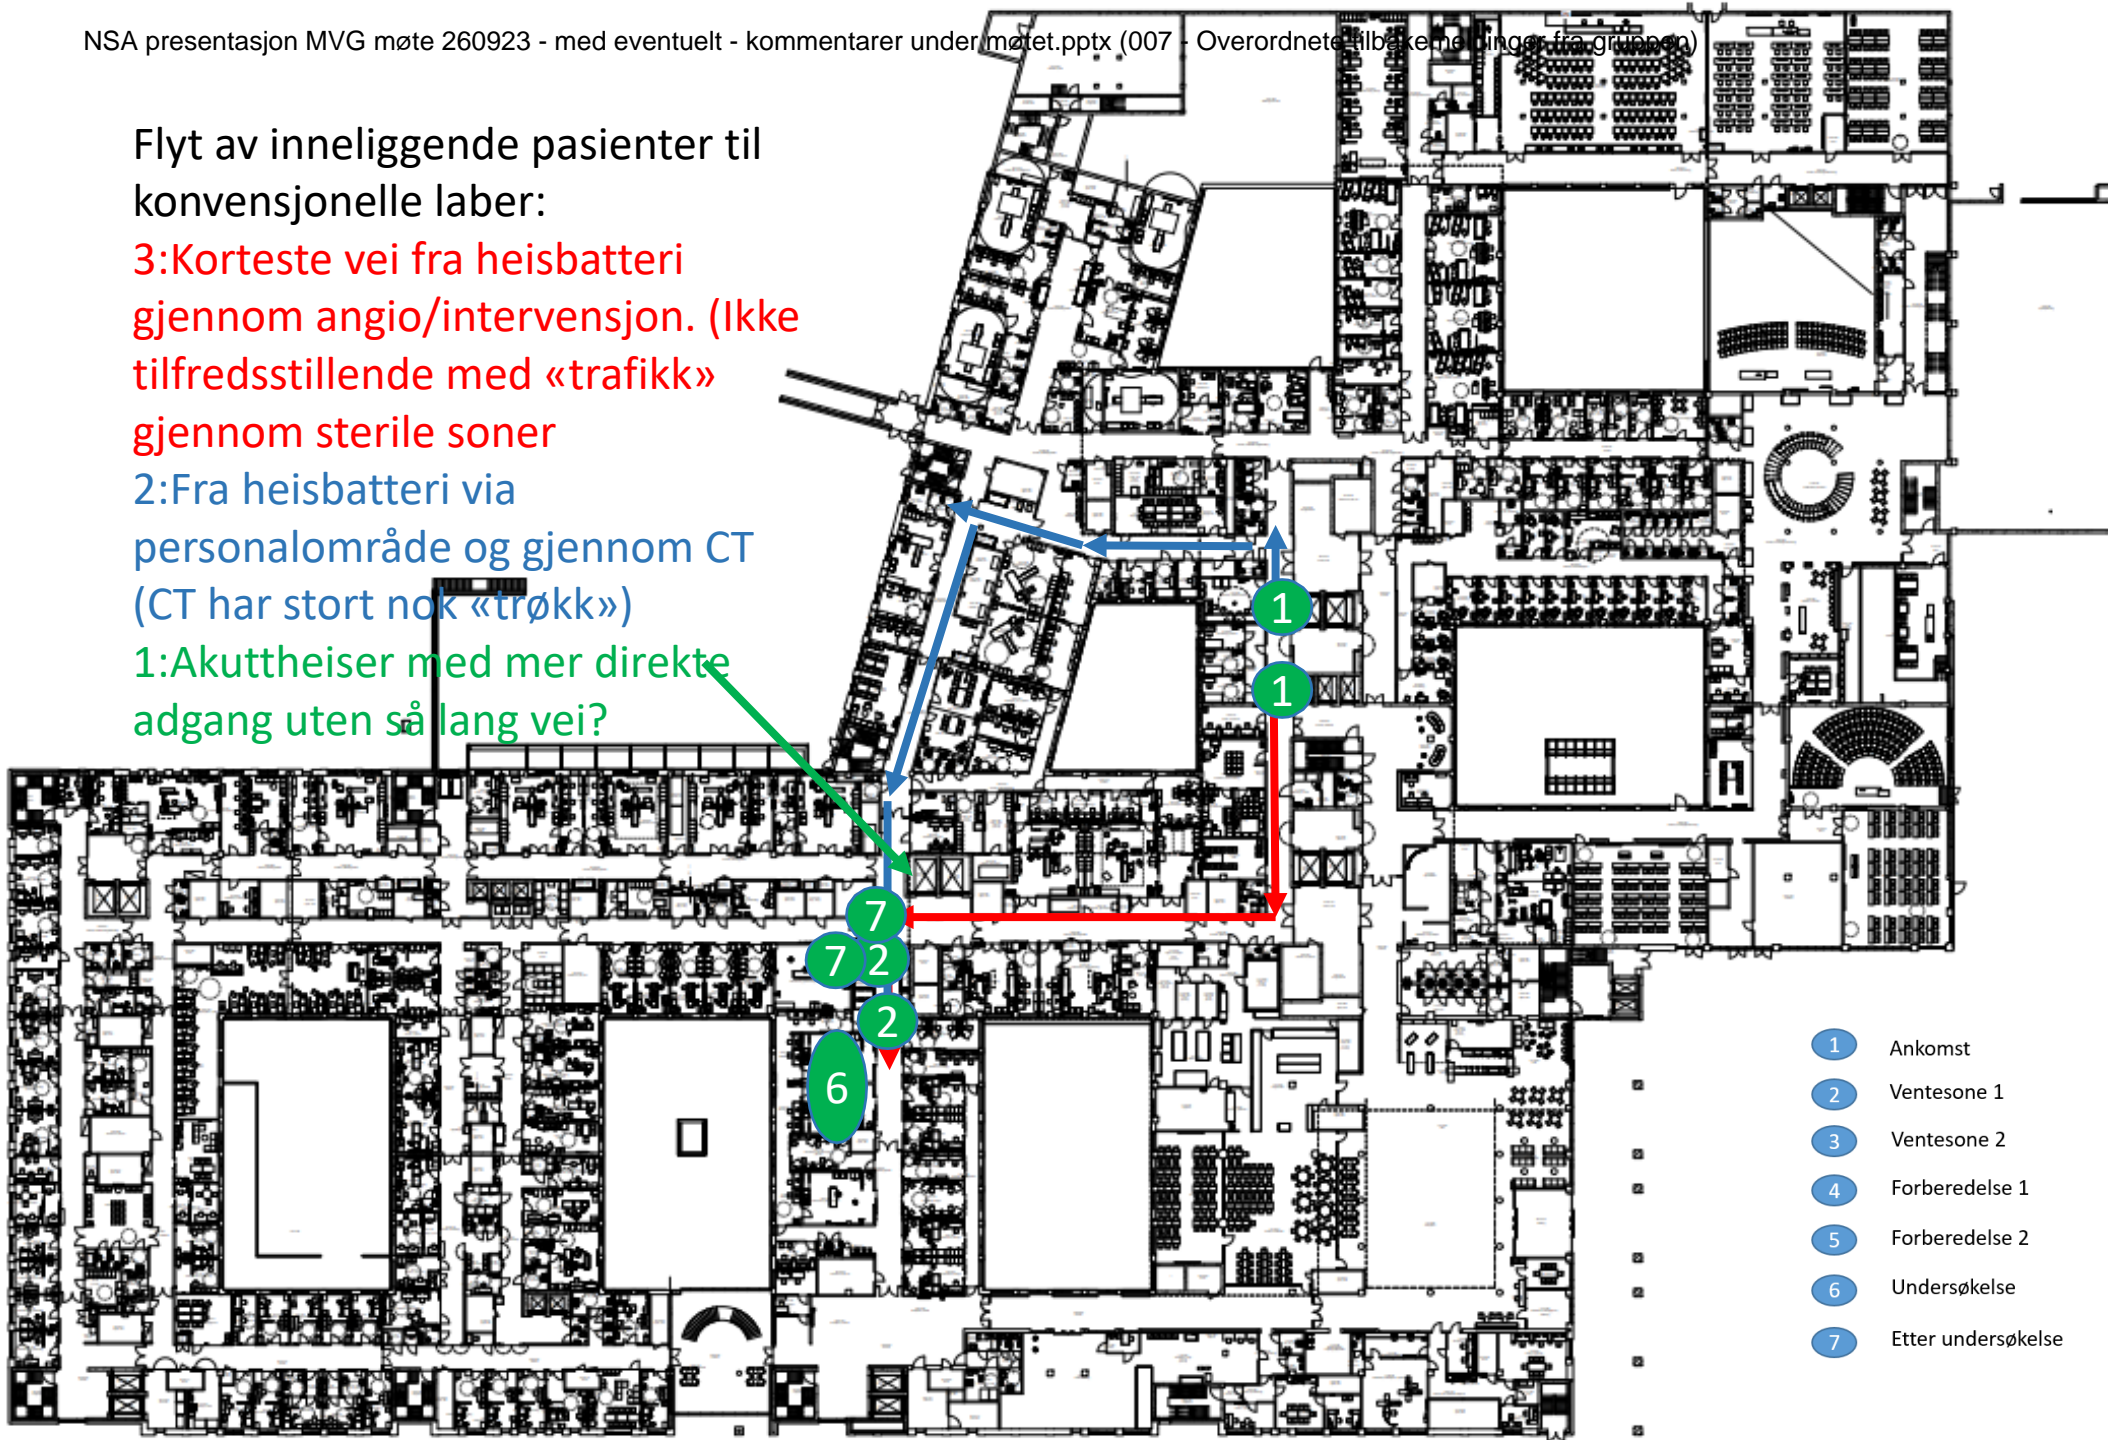 NSA presentasjon MVG møte 260923 - med eventuelt - kommentarer under møtet.pptx (007 - Overordnete tilbakemeldinger fra gruppen)
Flyt av inneliggende pasienter til
konvensjonelle laber:
3:Korteste vei fra heisbatteri
gjennom angio/intervensjon. (Ikke
tilfredsstillende med «trafikk»
gjennom sterile soner
2:Fra heisbatteri via
personalområde og gjennom CT
(CT har stort nok «trøkk»)
1:Akuttheiser med mer direkte
adgang uten så lang vei?
1
1
7
7
2
2
6
1 Ankomst
2 Ventesone 1
3 Ventesone 2
4 Forberedelse 1
5 Forberedelse 2
6 Undersøkelse
7 Etter undersøkelse